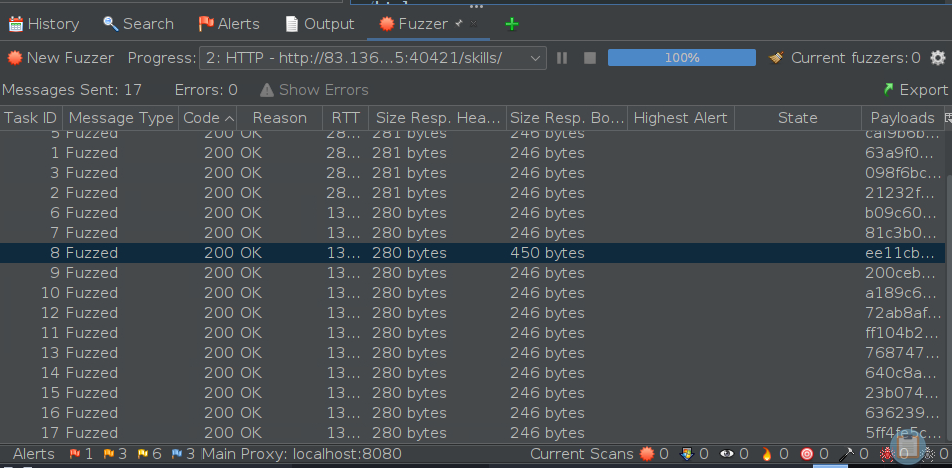 History Search Alerts Output Fuzzer
New Fuzzer Progress: 2: HTTP - http://83.136...5:40421/skills/ 100% Current fuzzers: 0
Messages Sent: 17 Errors: 0 Show Errors Export
Task ID Message Type Code Reason RTT Size Resp. Hea... Size Resp. Bo... Highest Alert State Payloads
5 Fuzzed 200 OK 28... 281 bytes 246 bytes caf9b6b...
1 Fuzzed 200 OK 28... 281 bytes 246 bytes 63a9f0...
3 Fuzzed 200 OK 28... 281 bytes 246 bytes 098f6bc...
2 Fuzzed 200 OK 28... 281 bytes 246 bytes 21232f...
6 Fuzzed 200 OK 13... 280 bytes 246 bytes b09c60...
7 Fuzzed 200 OK 13... 280 bytes 246 bytes 81c3b0...
8 Fuzzed 200 OK 13... 280 bytes 450 bytes ee11cb...
9 Fuzzed 200 OK 13... 280 bytes 246 bytes 200ceb...
10 Fuzzed 200 OK 13... 280 bytes 246 bytes a189c6...
12 Fuzzed 200 OK 13... 280 bytes 246 bytes 72ab8af...
11 Fuzzed 200 OK 13... 280 bytes 246 bytes ff104b2...
13 Fuzzed 200 OK 13... 280 bytes 246 bytes 768747...
14 Fuzzed 200 OK 13... 280 bytes 246 bytes 640c8a...
15 Fuzzed 200 OK 13... 280 bytes 246 bytes 23b074...
16 Fuzzed 200 OK 13... 280 bytes 246 bytes 636239...
17 Fuzzed 200 OK 13... 280 bytes 246 bytes 5ff4fe5c...
Alerts 1 3 6 3 Main Proxy: localhost:8080 Current Scans 0 0 0 0 0 0 0 0